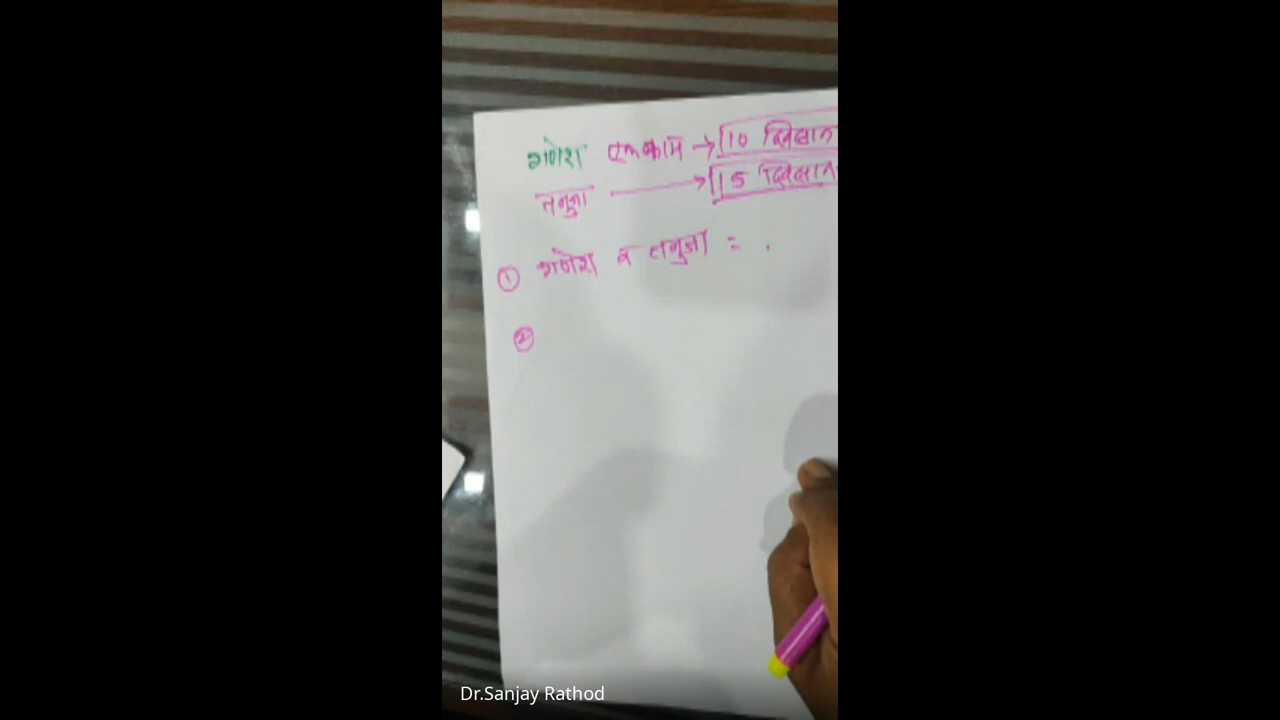 गणेश एक काम → 10 दिवसात
तनुजा → 15 दिवसात
① गणेश व तनुजा = .
②
Dr.Sanjay Rathod